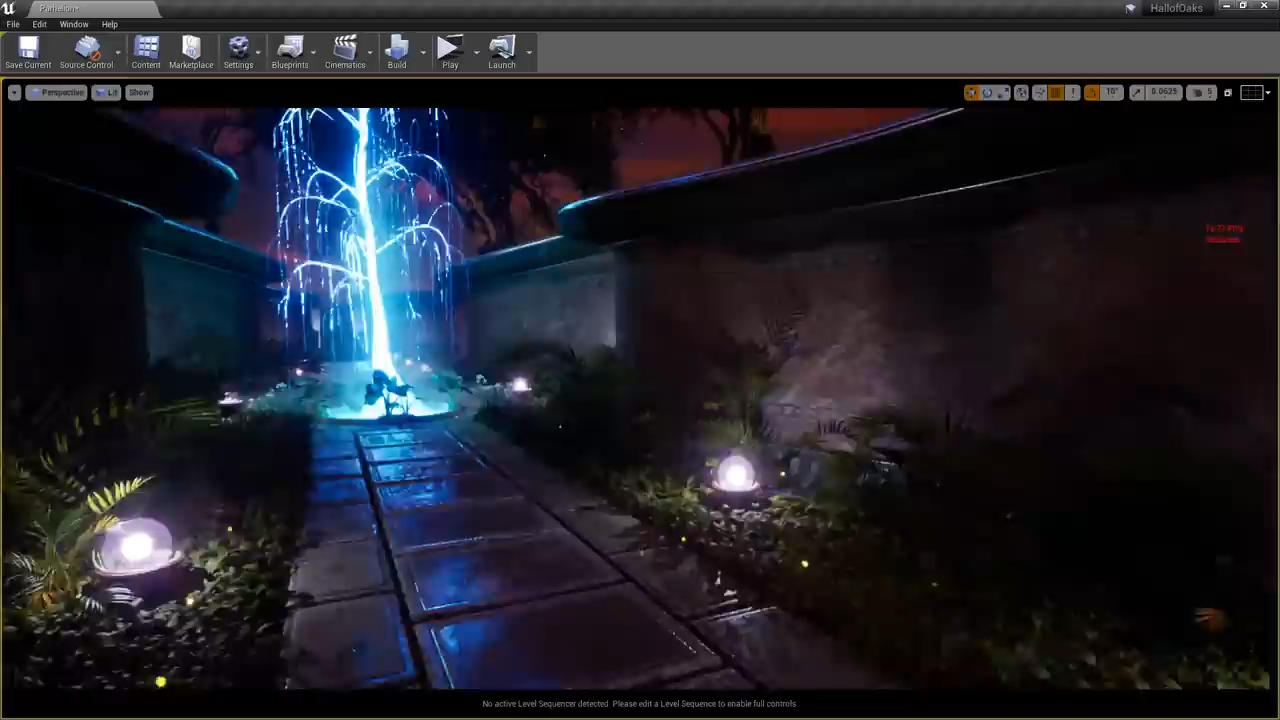 Parhelion*
HallofOaks
File Edit Window Help
Save Current Source Control Content Marketplace Settings Blueprints Cinematics Build Play Launch
Perspective Lit Show
10° 0.0625 5
No active Level Sequencer detected. Please edit a Level Sequence to enable full controls